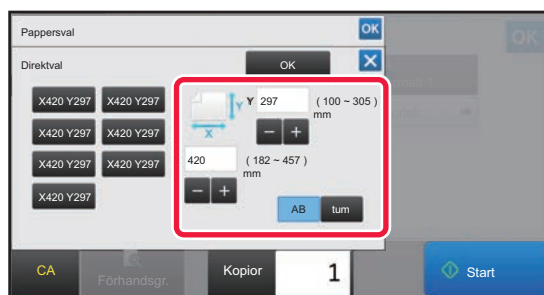 Pappersval OK
OK
Direktval OK
X420 Y297 X420 Y297
Y 297 (100 ~ 305)
mm
Y
X
X420 Y297 X420 Y297
X420 Y297 X420 Y297
420 (182 ~ 457)
mm
X420 Y297
AB tum
CA Förhandsgr. Kopior 1 Start